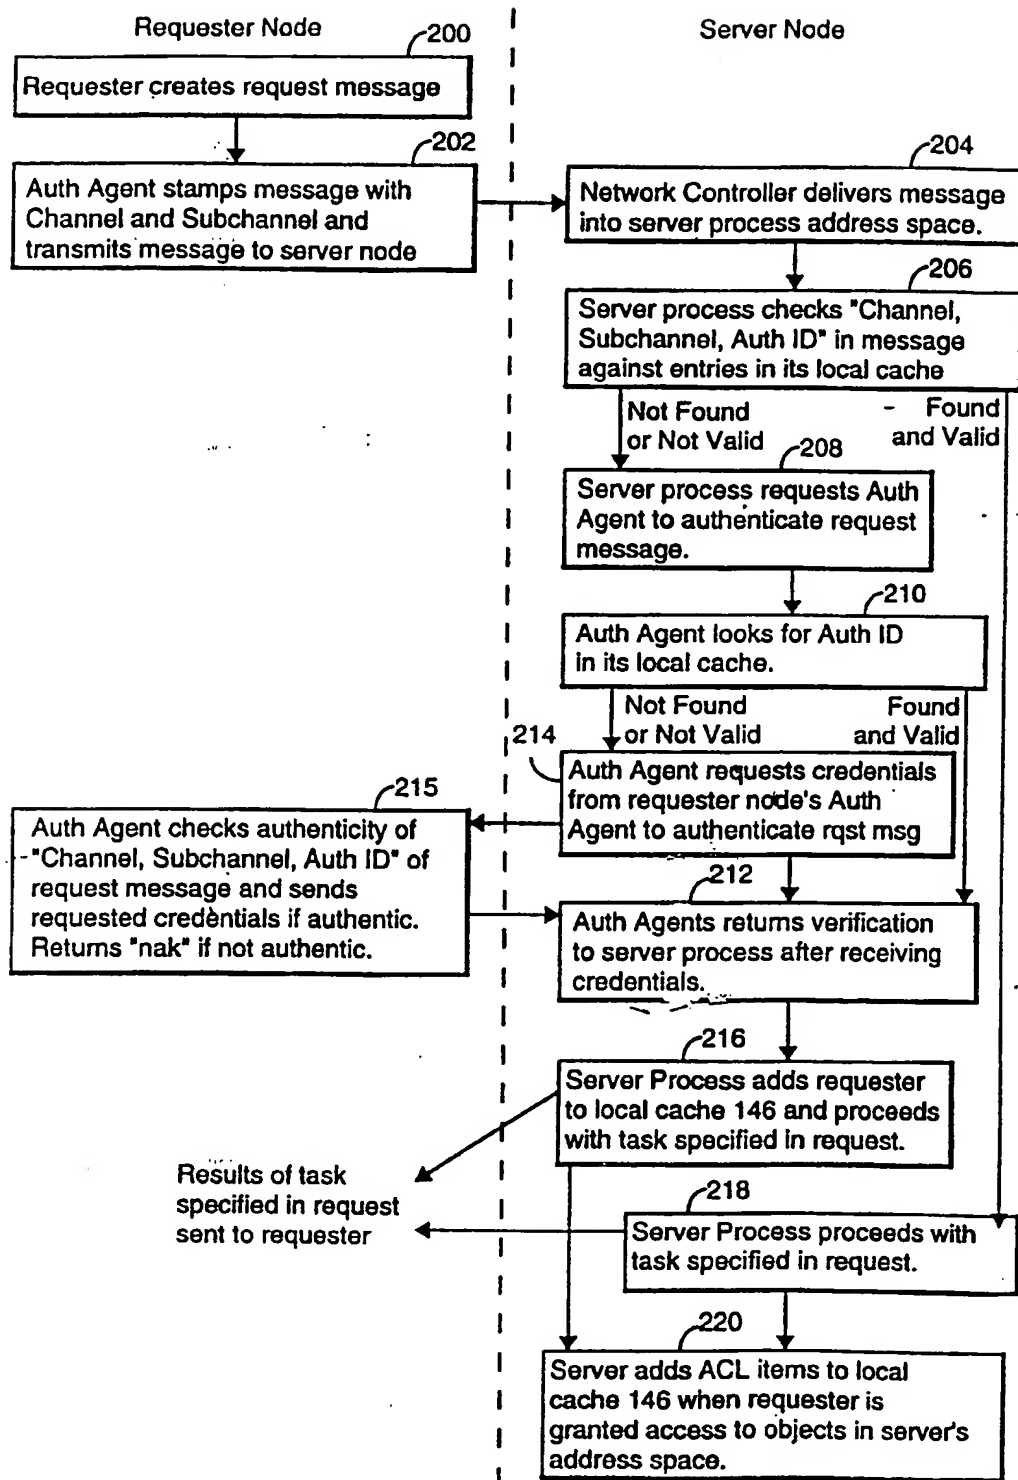 Requester Node
Server Node
200
Requester creates request message
202
Auth Agent stamps message with
Channel and Subchannel and
transmits message to server node
204
Network Controller delivers message
into server process address space.
206
Server process checks "Channel,
Subchannel, Auth ID" in message
against entries in its local cache
Not Found
or Not Valid
Found
and Valid
208
Server process requests Auth
Agent to authenticate request
message.
210
Auth Agent looks for Auth ID
in its local cache.
Not Found
or Not Valid
Found
and Valid
214
Auth Agent requests credentials
from requester node's Auth
Agent to authenticate rqst msg
215
Auth Agent checks authenticity of
"Channel, Subchannel, Auth ID" of
request message and sends
requested credentials if authentic.
Returns "nak" if not authentic.
212
Auth Agents returns verification
to server process after receiving
credentials.
216
Server Process adds requester
to local cache 146 and proceeds
with task specified in request.
Results of task
specified in request
sent to requester
218
Server Process proceeds with
task specified in request.
220
Server adds ACL items to local
cache 146 when requester is
granted access to objects in server's
address space.